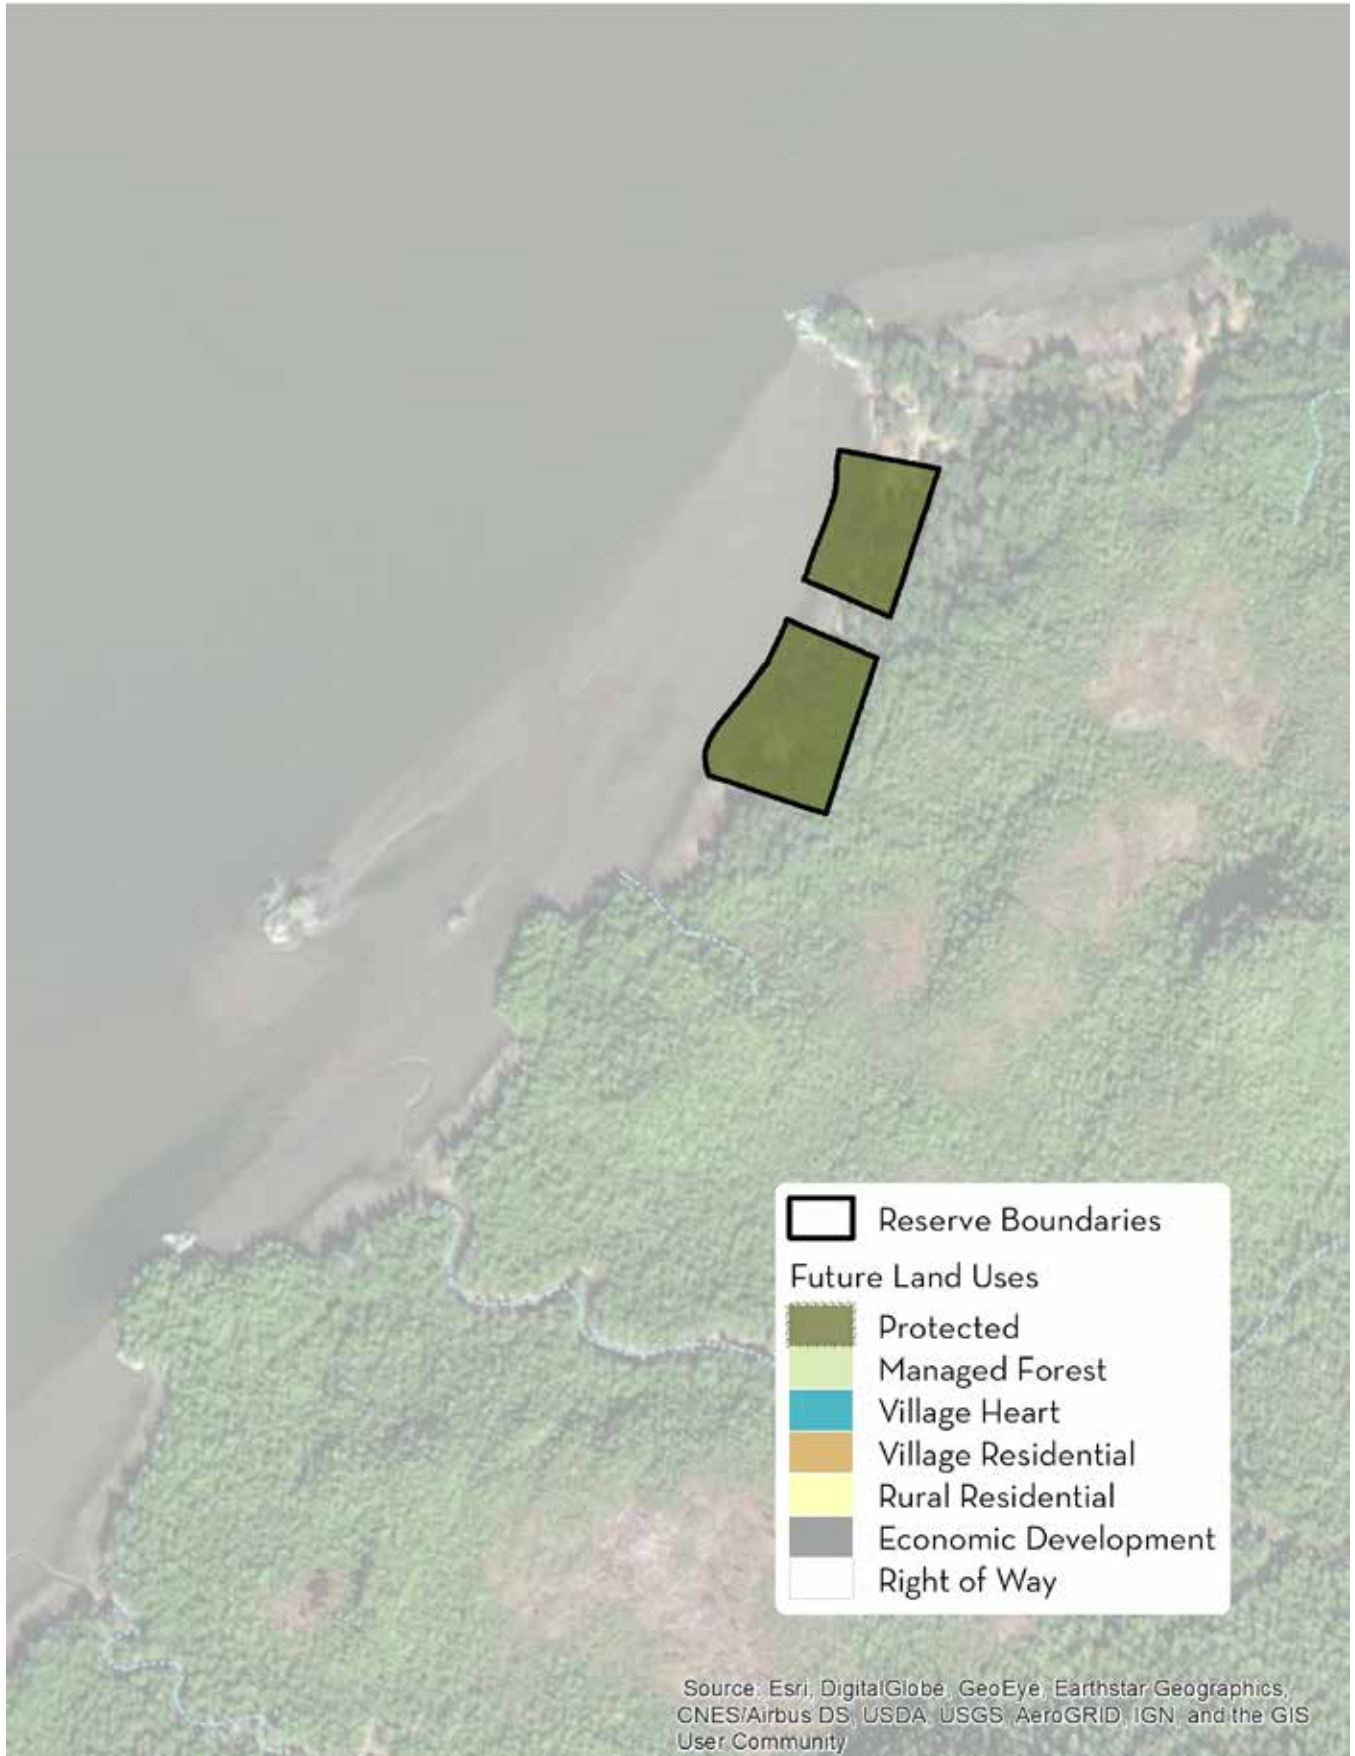 Reserve Boundaries
Future Land Uses
Protected
Managed Forest
Village Heart
Village Residential
Rural Residential
Economic Development
Right of Way
Source: Esri, DigitalGlobe, GeoEye, Earthstar Geographics,
CNES/Airbus DS, USDA, USGS, AeroGRID, IGN, and the GIS
User Community